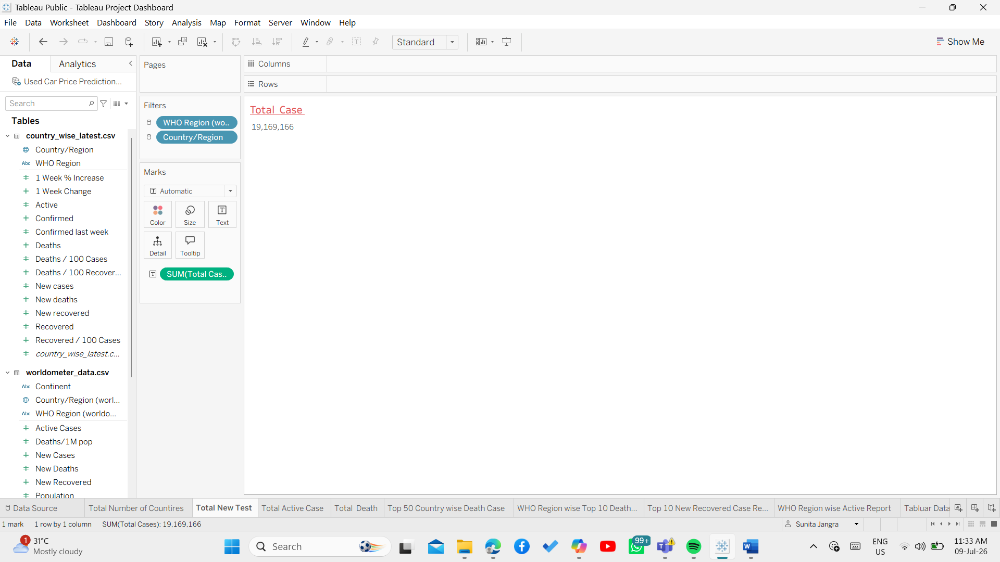 Tableau Public - Tableau Project Dashboard
File Data Worksheet Dashboard Story Analysis Map Format Server Window Help
Standard
Show Me
Data Analytics
Used Car Price Prediction...
Search
Tables
country_wise_latest.csv
Country/Region
Abc WHO Region
# 1 Week % Increase
# 1 Week Change
# Active
# Confirmed
# Confirmed last week
# Deaths
# Deaths / 100 Cases
# Deaths / 100 Recover...
# New cases
# New deaths
# New recovered
# Recovered
# Recovered / 100 Cases
# country_wise_latest.c...
worldometer_data.csv
Abc Continent
Country/Region (worl...
Abc WHO Region (worldo...
# Active Cases
# Deaths/1M pop
# New Cases
# New Deaths
# New Recovered
# Population
Pages
Filters
WHO Region (wo..
Country/Region
Marks
Automatic
Color Size Text
Detail Tooltip
SUM(Total Cas..
Columns
Rows
Total Case
19,169,166
Data Source Total Number of Countires Total New Test Total Active Case Total Death Top 50 Country wise Death Case WHO Region wise Top 10 Death... Top 10 New Recovered Case Re... WHO Region wise Active Report Tabluar Data
1 mark 1 row by 1 column SUM(Total Cases): 19,169,166
Sunita Jangra
1
31°C
Mostly cloudy
Search
99+
ENG
US
11:33 AM
09-Jul-26